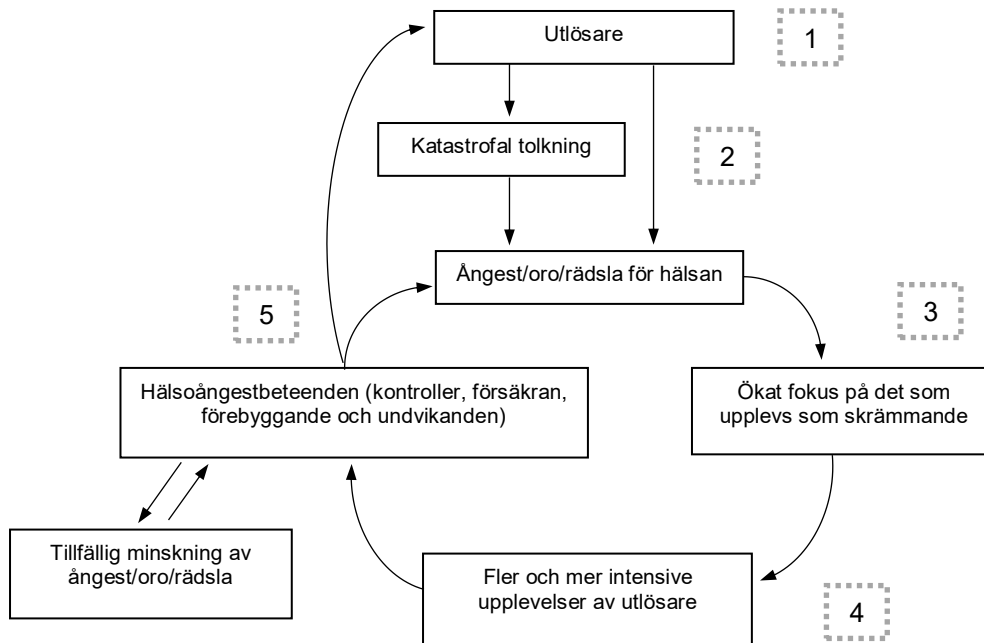 Utlösare
1
Katastrofal tolkning
2
Ångest/oro/rädsla för hälsan
3
5
Hälsoångestbeteenden (kontroller, försäkran,
förebyggande och undvikanden)
Ökat fokus på det som
upplevs som skrämmande
Tillfällig minskning av
ångest/oro/rädsla
Fler och mer intensive
upplevelser av utlösare
4